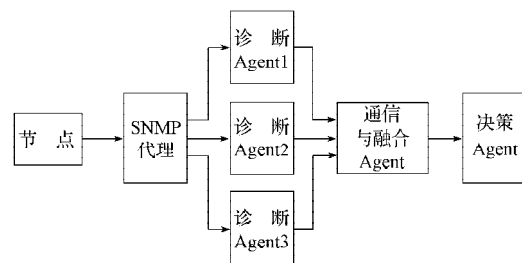 节 点
SNMP
代理
诊 断
Agent1
诊 断
Agent2
诊 断
Agent3
通信
与融合
Agent
决策
Agent